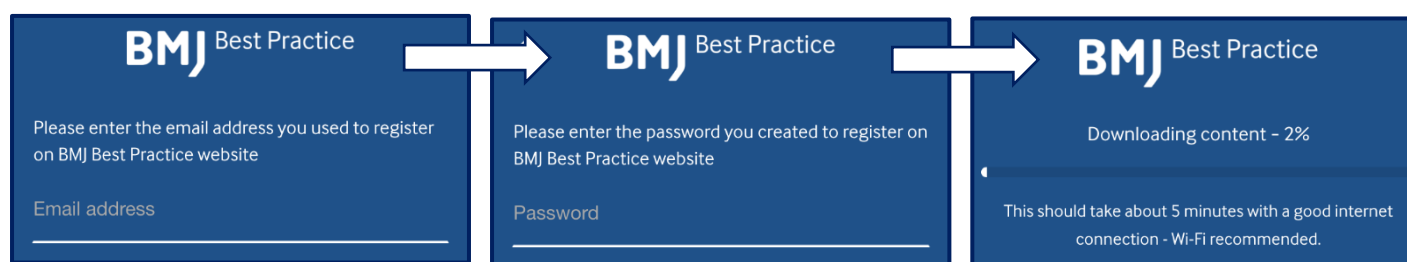 BMJ Best Practice
Please enter the email address you used to register
on BMJ Best Practice website
Email address
BMJ Best Practice
Please enter the password you created to register on
BMJ Best Practice website
Password
BMJ Best Practice
Downloading content – 2%
This should take about 5 minutes with a good internet
connection - Wi-Fi recommended.